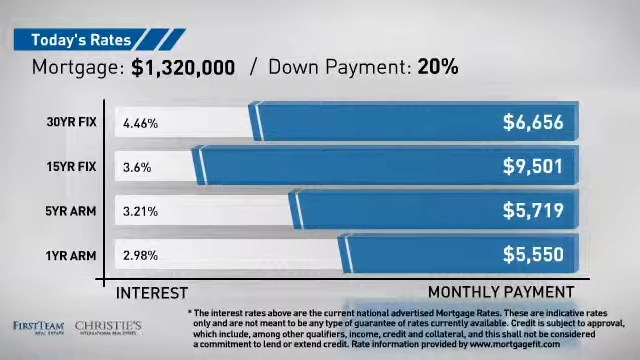 Today's Rates
Mortgage: $1,320,000 / Down Payment: 20%
30YR FIX 4.46% $6,656
15YR FIX 3.6% $9,501
5YR ARM 3.21% $5,719
1YR ARM 2.98% $5,550
INTEREST MONTHLY PAYMENT
* The interest rates above are the current national advertised Mortgage Rates. These are indicative rates
only and are not meant to be any type of guarantee of rates currently available. Credit is subject to approval,
which include, among other qualifiers, income, credit and collateral, and this shall not be considered
a commitment to lend or extend credit. Rate information provided by www.mortgagefit.com
FIRSTTEAM CHRISTIE'S
REAL ESTATE INTERNATIONAL REAL ESTATE